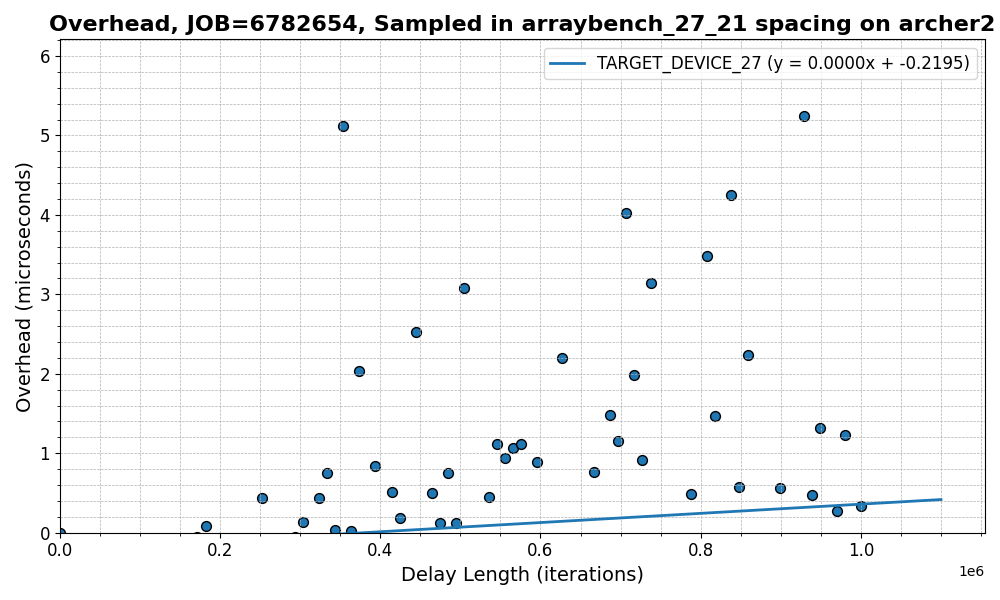 Overhead, JOB=6782654, Sampled in arraybench_27_21 spacing on archer2
TARGET_DEVICE_27 (y = 0.0000x + -0.2195)
Overhead (microseconds)
6
5
4
3
2
1
0
0.0 0.2 0.4 0.6 0.8 1.0
1e6
Delay Length (iterations)